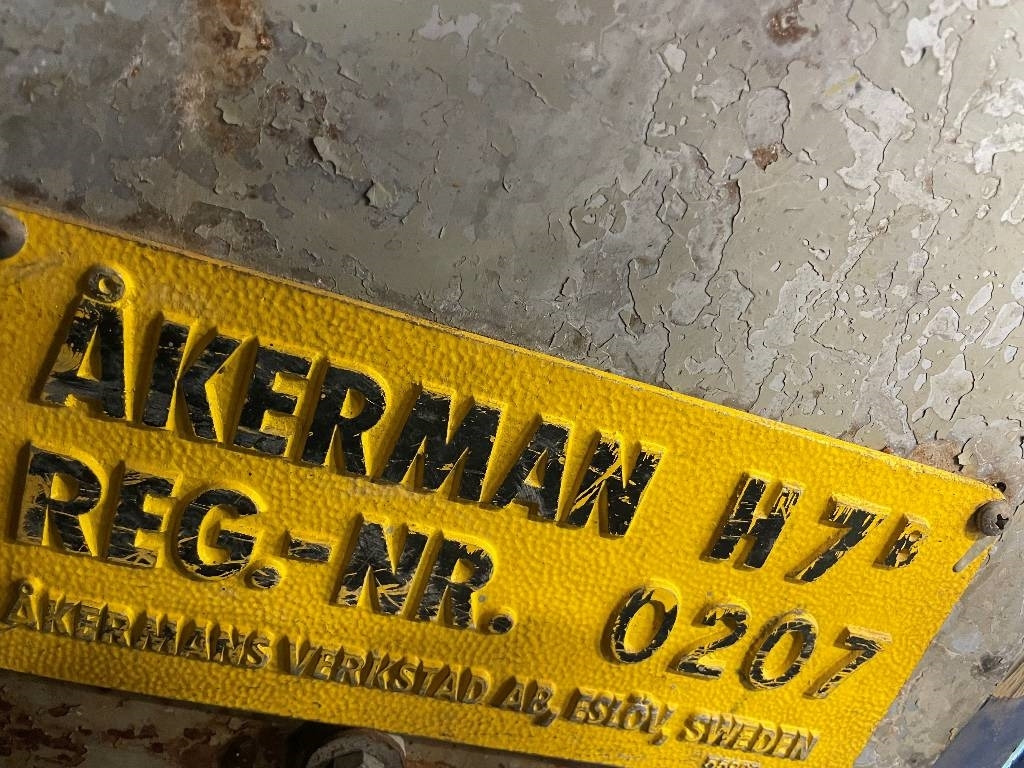 ÅKERMAN H7B
REG.-NR. 0207
ÅKERMANS VERKSTAD AB, ESLÖV, SWEDEN